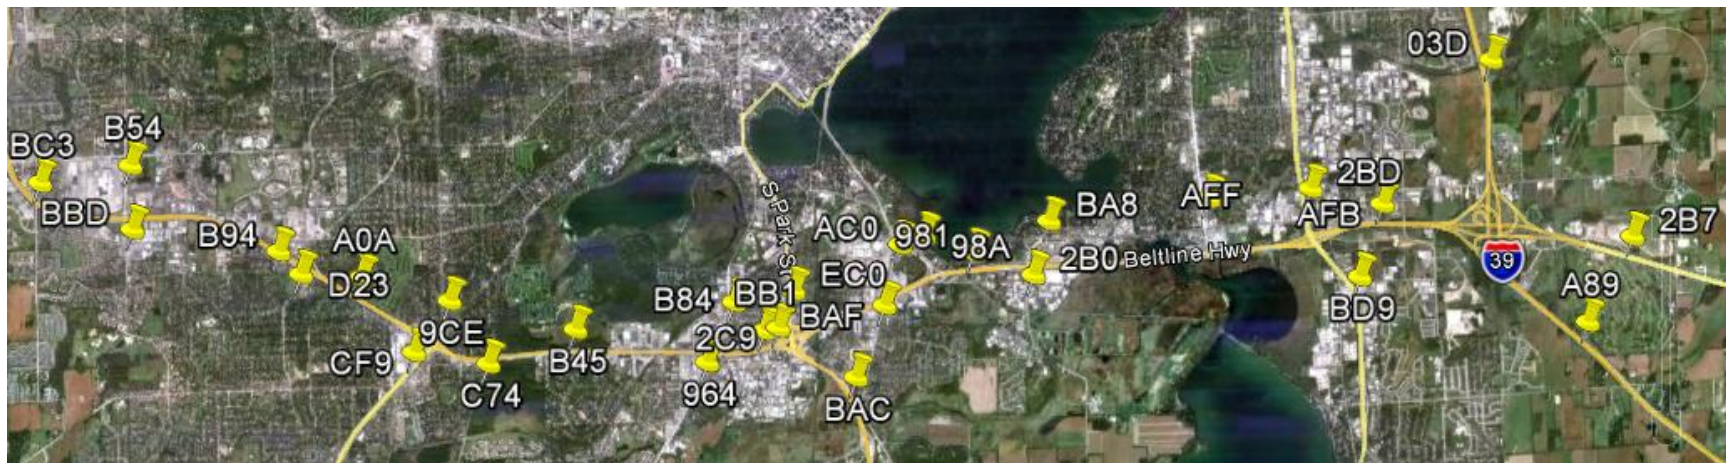 03D
B54
BC3
2BD
AFF
S Park St
BA8
BBD
AFB
2B7
AC0
981
B94
A0A
98A
2B0
Beltline Hwy
39
EC0
D23
A89
B84
BB1
BD9
BAF
9CE
2C9
CF9
B45
C74
964
BAC